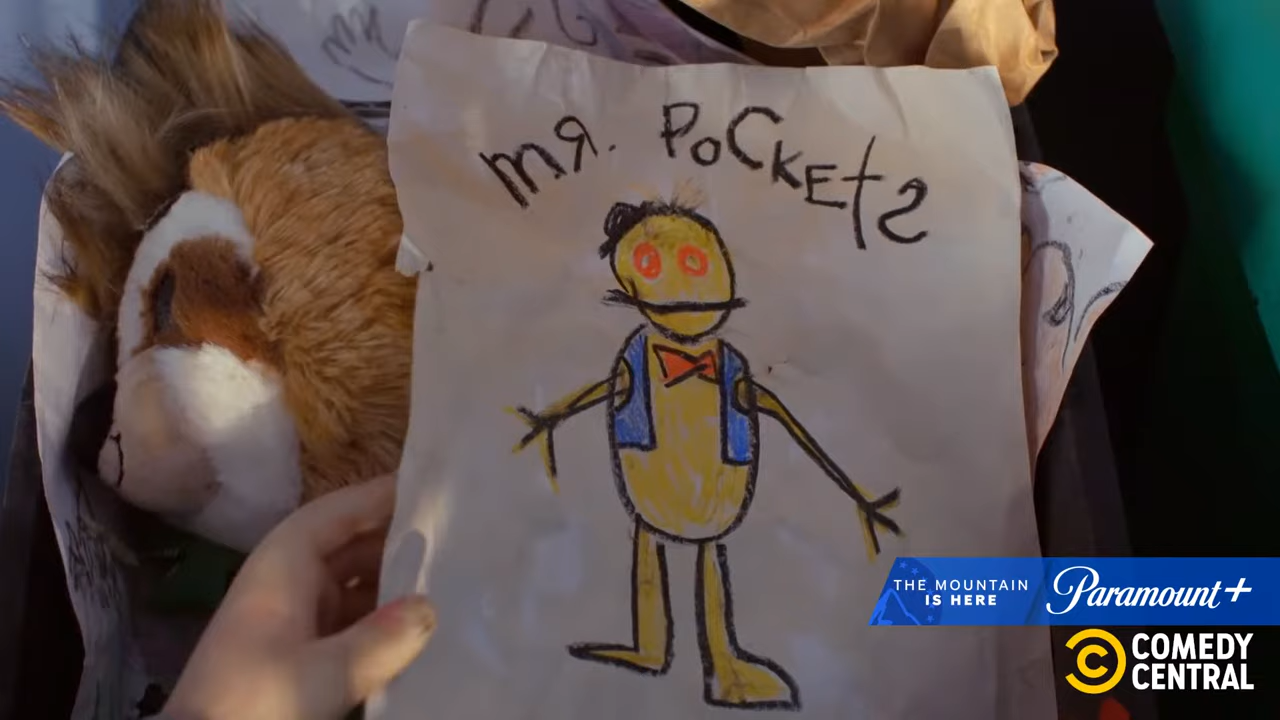 mR. POCKEtS
THE MOUNTAIN
IS HERE
Paramount+
COMEDY
CENTRAL